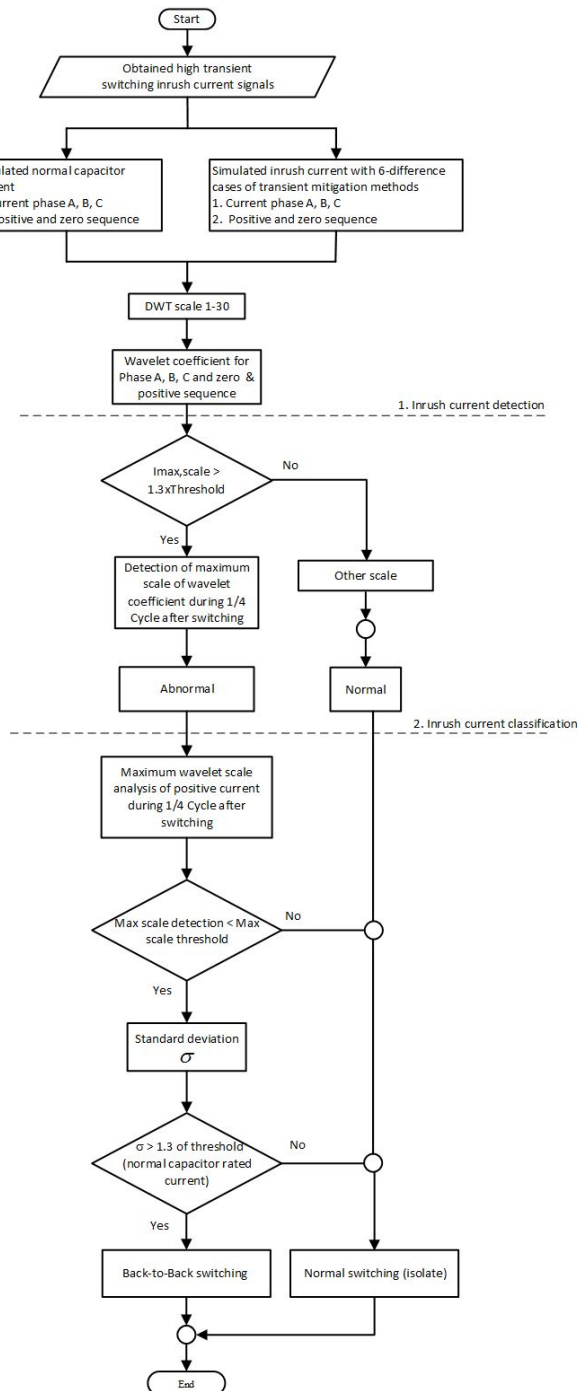 Start
Obtained high transient
switching inrush current signals
normal capacitor
A, B, C
and zero sequence
Simulated inrush current with 6-difference
cases of transient mitigation methods
1. Current phase A, B, C
2. Positive and zero sequence
DWT scale 1-30
Wavelet coefficient for
Phase A, B, C and zero &
positive sequence
1. Inrush current detection
Imax,scale >
1.3xThreshold
No
Yes
Detection of maximum
scale of wavelet
coefficient during 1/4
Cycle after switching
Other scale
Abnormal
Normal
2. Inrush current classification
Maximum wavelet scale
analysis of positive current
during 1/4 Cycle after
switching
Max scale detection < Max
scale threshold
No
Yes
Standard deviation
σ
σ > 1.3 of threshold
(normal capacitor rated
current)
No
Yes
Back-to-Back switching
Normal switching (isolate)
End